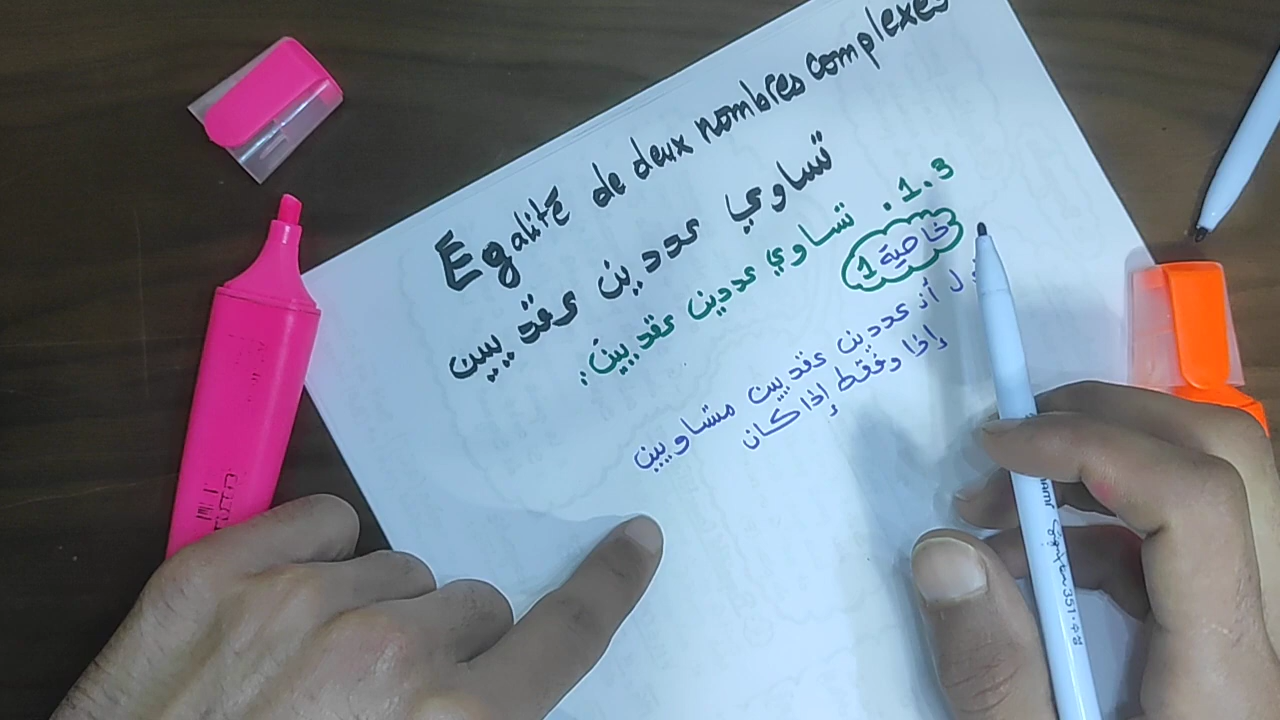 Egalité de deux nombres complexes
تساوي عددين عقديين
3.1. تساوي عددين عقديين:
خاصية 1
أن عددين عقديين متساويين
إذا وفقط إذا كان